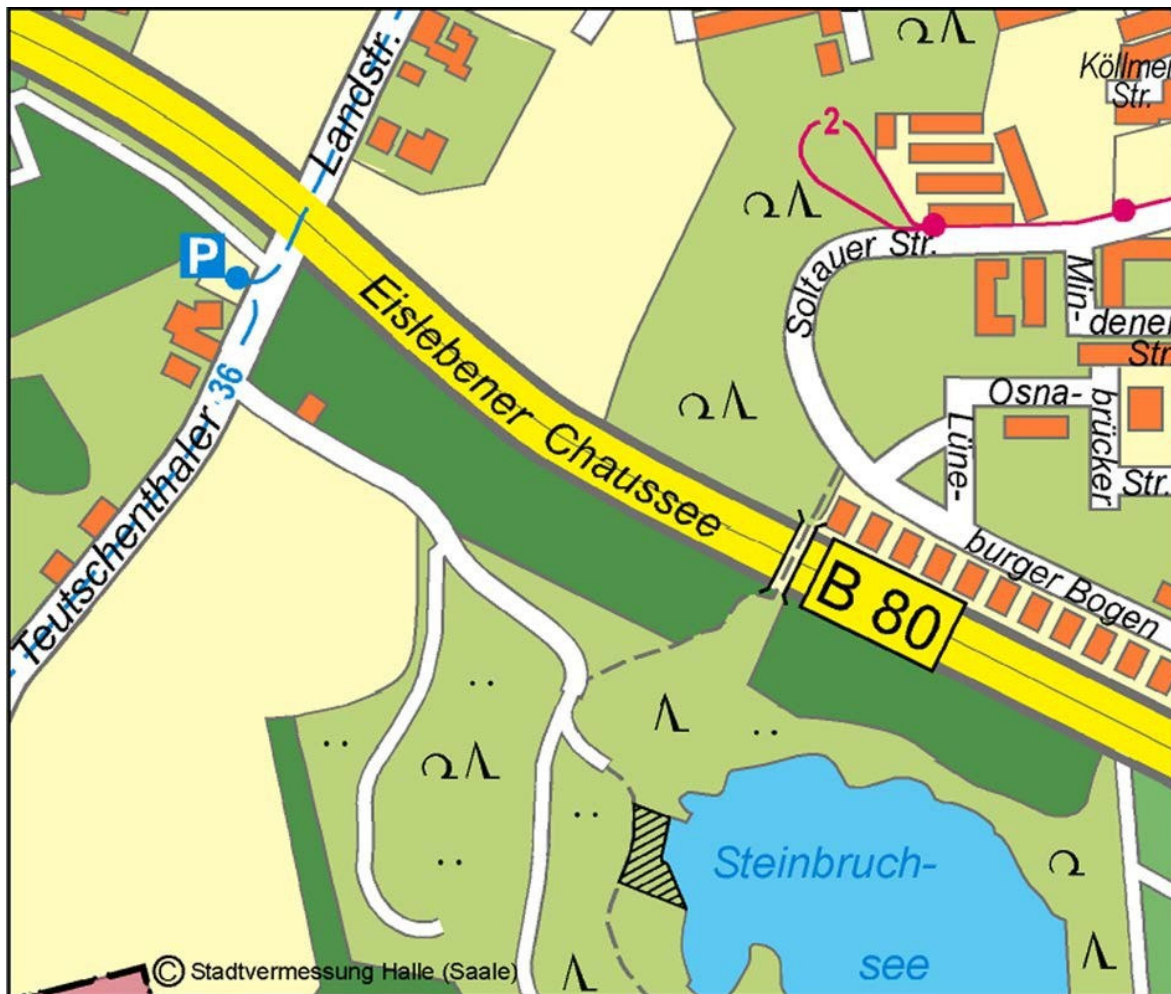 Landstr.
Köllmer
Str.
2
P
Soltauer Str.
Min-
dener
Str
Eislebener Chaussee
36
Teutschenthaler
Osna-
brücker
Str.
Lüne-
burger Bogen
B 80
Steinbruch-
see
© Stadtvermessung Halle (Saale)